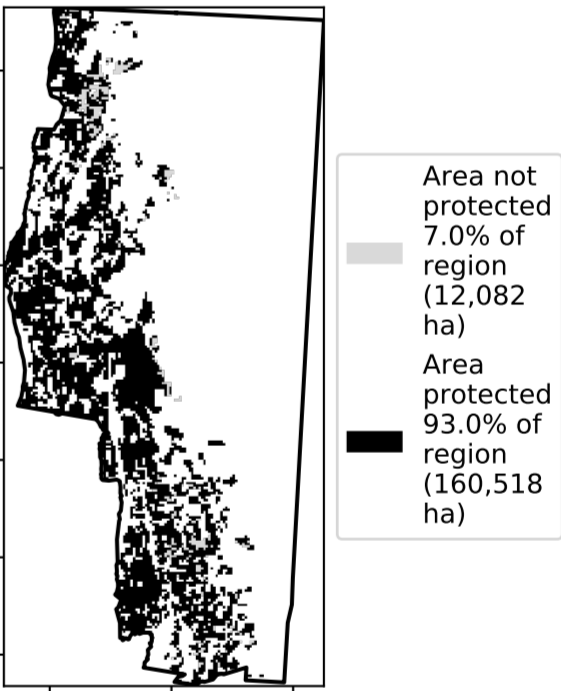 Area not
protected
7.0% of
region
(12,082
ha)
Area
protected
93.0% of
region
(160,518
ha)